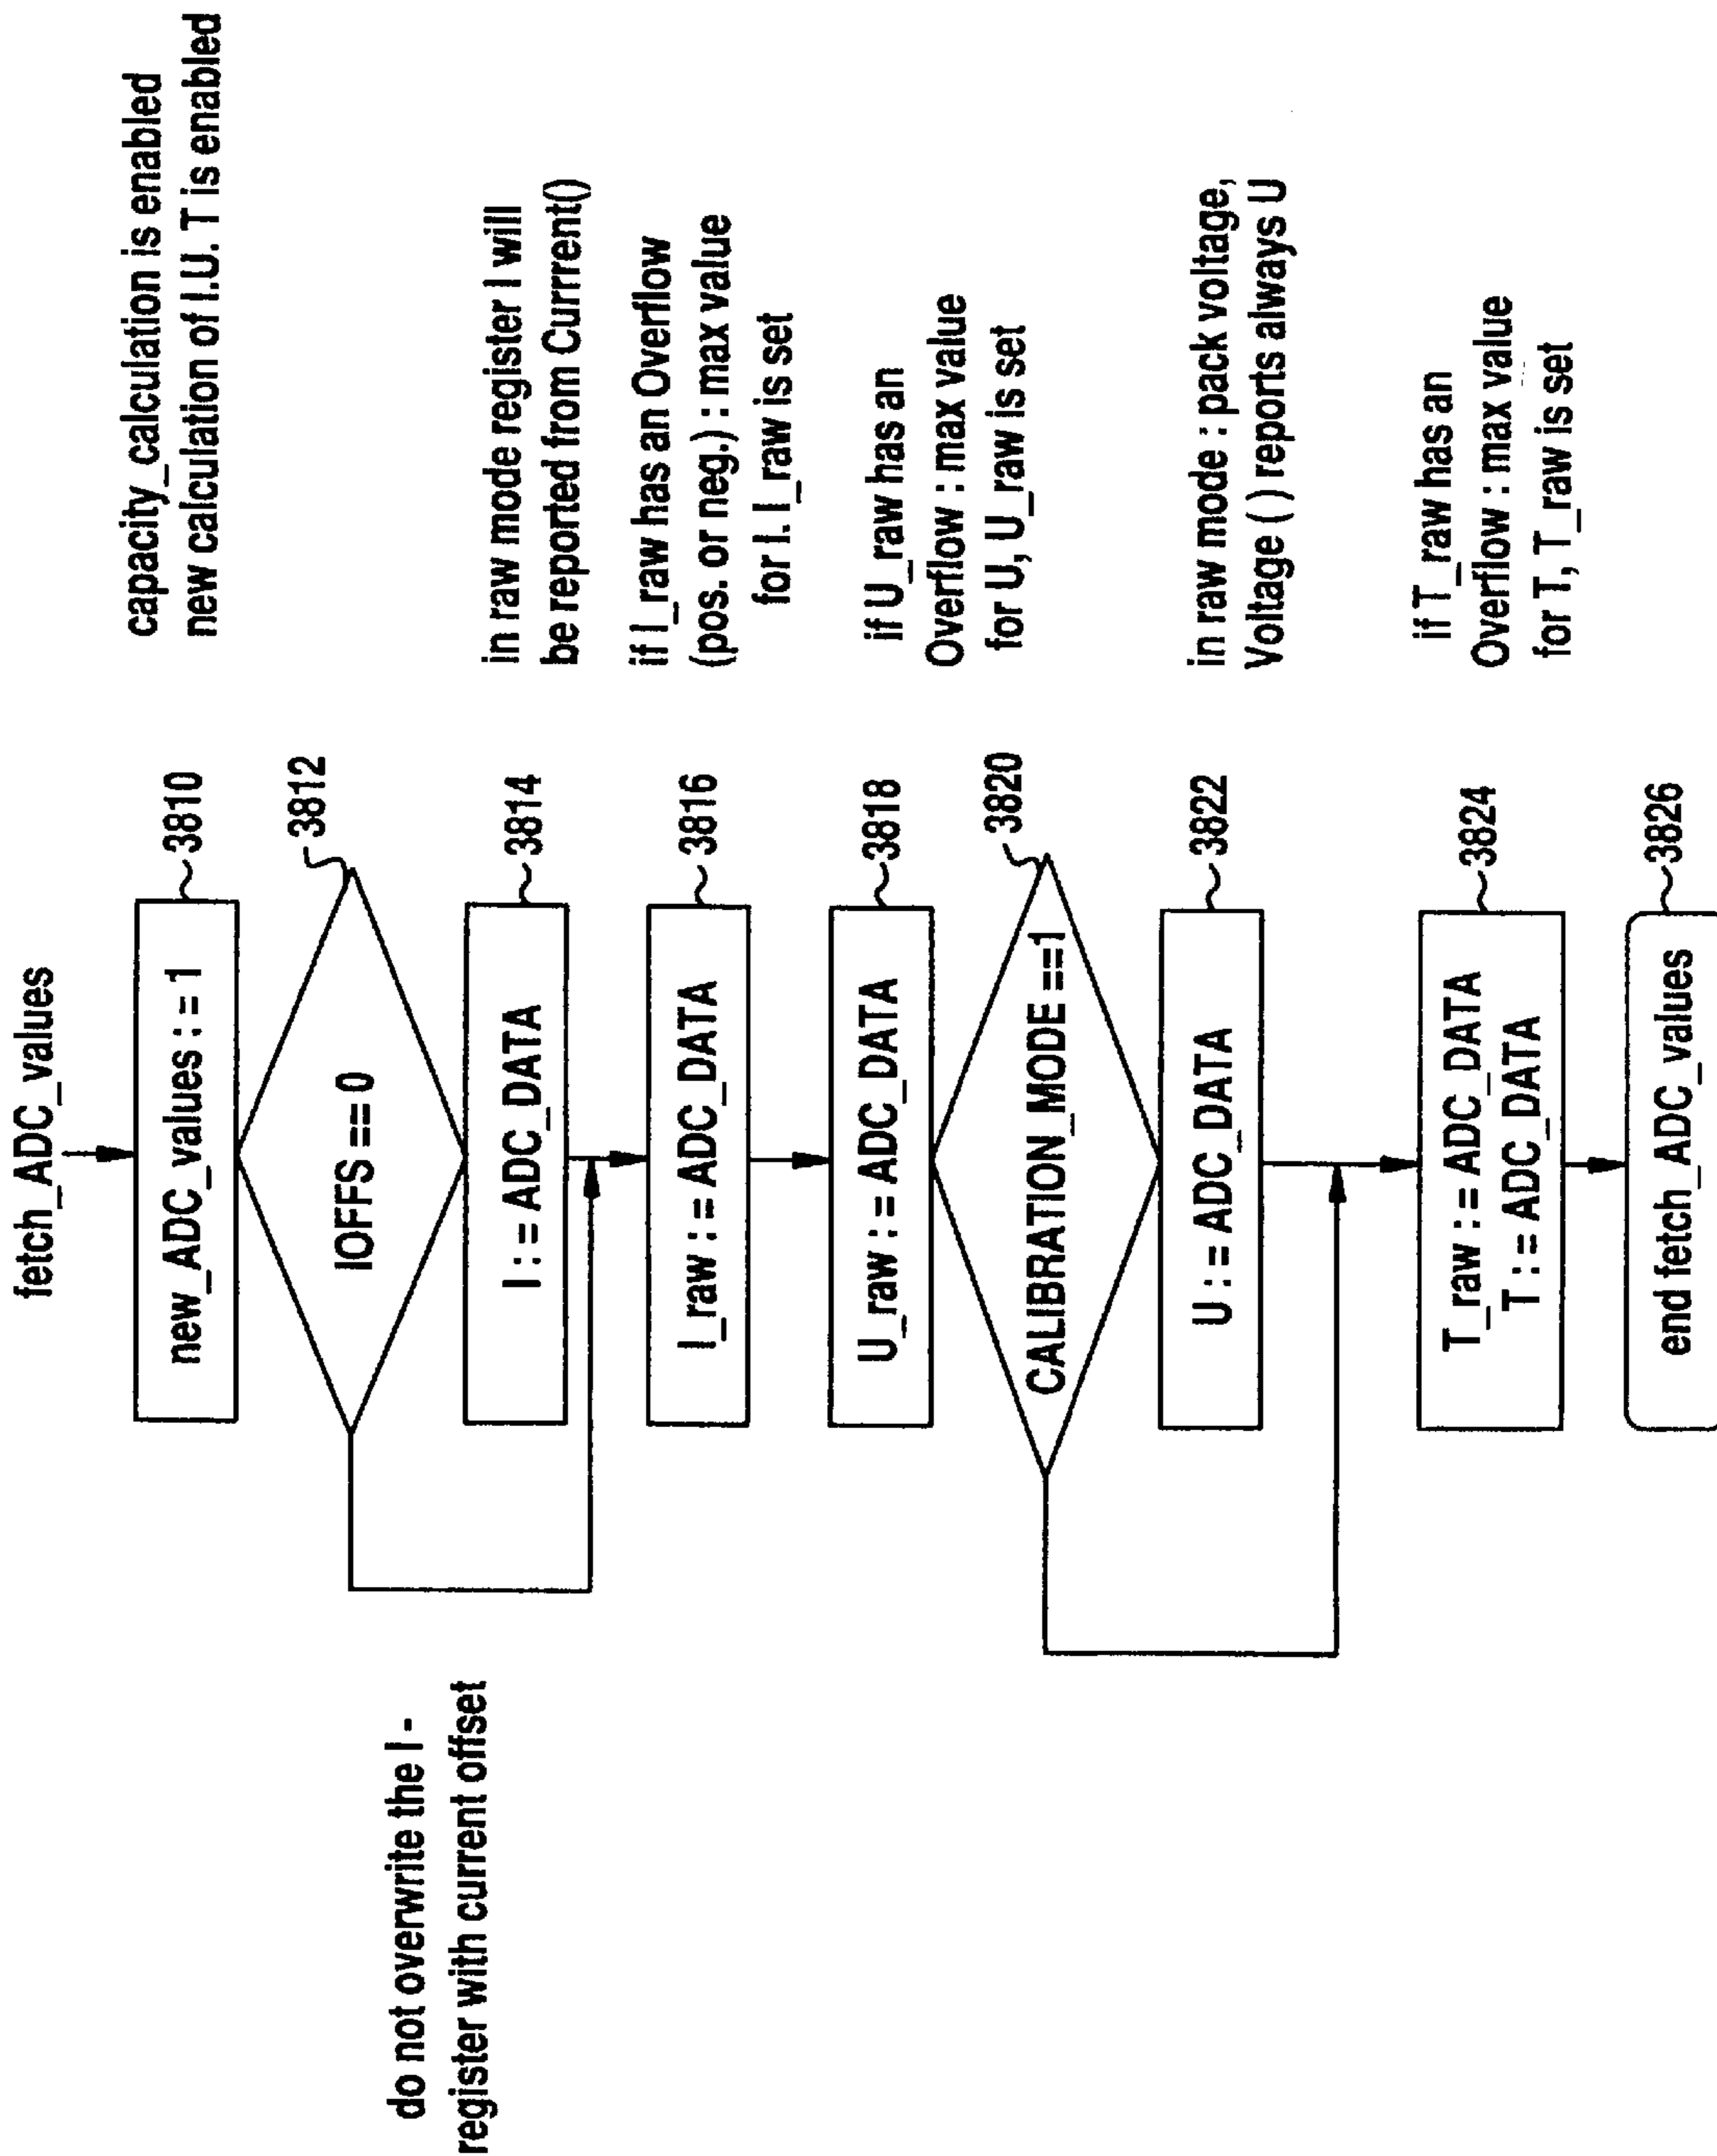 fetch_ADC_values
new_ADC_values : = 1
3810
capacity_calculation is enabled
new calculation of I.U. T is enabled
IOFFS == 0
3812
do not overwrite the I -
register with current offset
I : = ADC_DATA
3814
in raw mode register I will
be reported from Current()
I_raw : = ADC_DATA
3816
if I_raw has an Overflow
(pos. or neg.) : max value
for I. I_raw is set
U_raw : = ADC_DATA
3818
if U_raw has an
Overflow : max value
for U, U_raw is set
CALIBRATION_MODE ==1
3820
U : = ADC_DATA
3822
in raw mode : pack voltage,
Voltage ( ) reports always U
T_raw : = ADC_DATA
T : = ADC_DATA
3824
if T_raw has an
Overflow : max value
for T, T_raw is set
end fetch_ADC_values
3826